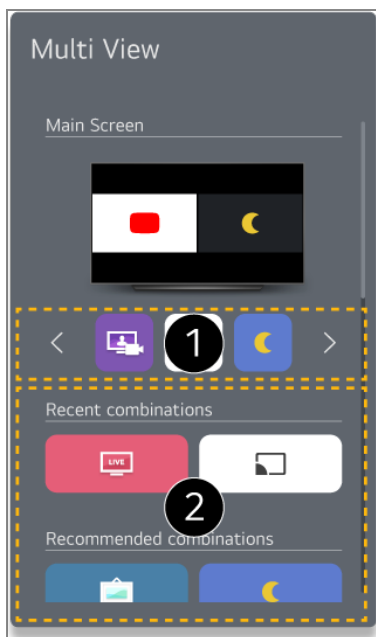 Multi View
Main Screen
1
Recent combinations
LIVE
2
Recommended combinations